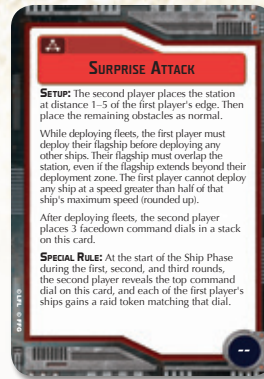 SURPRISE ATTACK
SETUP: The second player places the station
at distance 1–5 of the first player's edge. Then
place the remaining obstacles as normal.
While deploying fleets, the first player must
deploy their flagship before deploying any
other ships. Their flagship must overlap the
station, even if the flagship extends beyond their
deployment zone. The first player cannot deploy
any ship at a speed greater than half of that
ship's maximum speed (rounded up).
After deploying fleets, the second player
places 3 facedown command dials in a stack
on this card.
SPECIAL RULE: At the start of the Ship Phase
during the first, second, and third rounds,
the second player reveals the top command
dial on this card, and each of the first player's
ships gains a raid token matching that dial.
© LFL © FFG
--